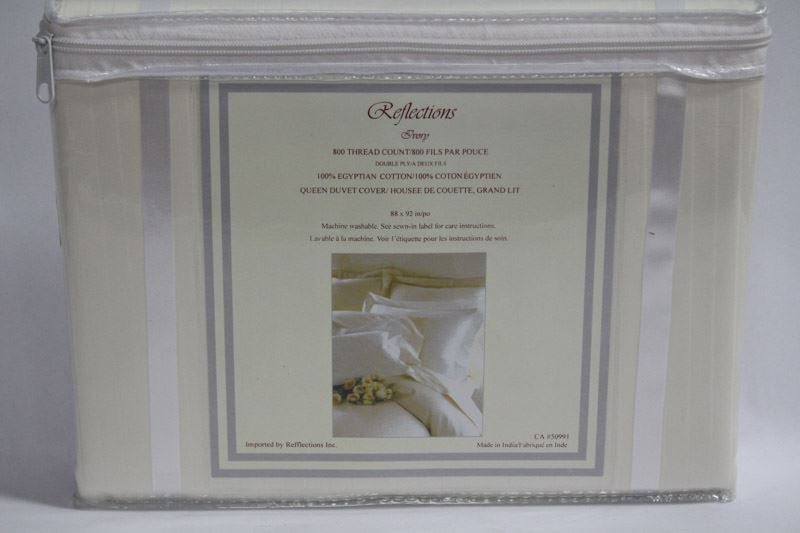 Reflections
Ivory
800 THREAD COUNT/800 FILS PAR POUCE
DOUBLE PLY/À DEUX FILS
100% EGYPTIAN COTTON/100% COTON ÉGYPTIEN
QUEEN DUVET COVER/ HOUSEE DE COUETTE, GRAND LIT
88 x 92 in/po
Machine washable. See sewn-in label for care instructions.
Lavable à la machine. Voir l'étiquette pour les instructions de soin.
CA #50991
Imported by Refflections Inc.
Made in India/Fabriqué en Inde.